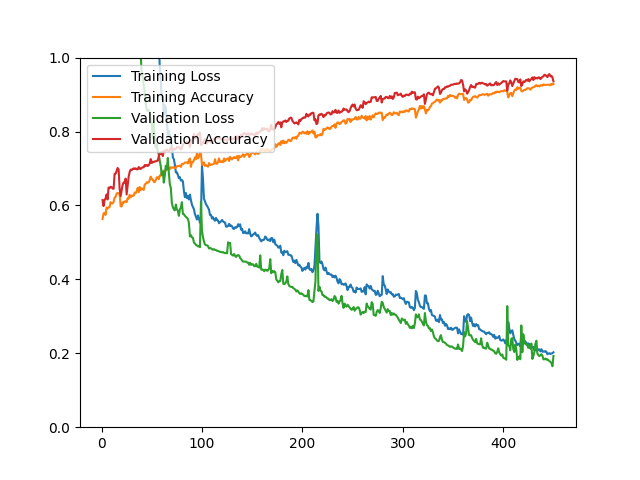 Training Loss
Training Accuracy
Validation Loss
Validation Accuracy
1.0
0.8
0.6
0.4
0.2
0.0
0 100 200 300 400